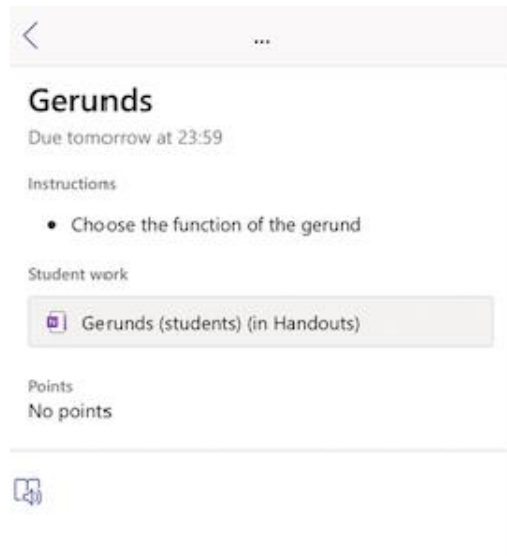 ...
Gerunds
Due tomorrow at 23:59
Instructions
• Choose the function of the gerund
Student work
Gerunds (students) (in Handouts)
Points
No points